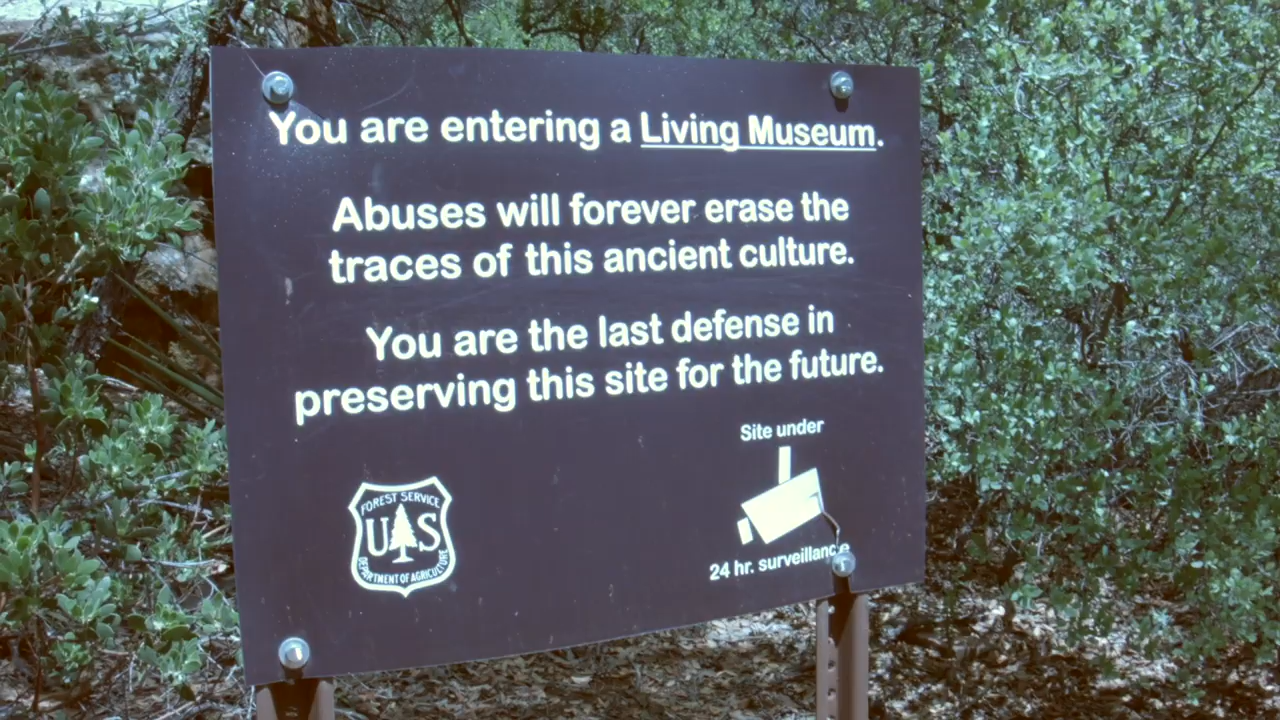 You are entering a Living Museum.
Abuses will forever erase the
traces of this ancient culture.
You are the last defense in
preserving this site for the future.
Site under
24 hr. surveillance
FOREST SERVICE
U S
DEPARTMENT OF AGRICULTURE